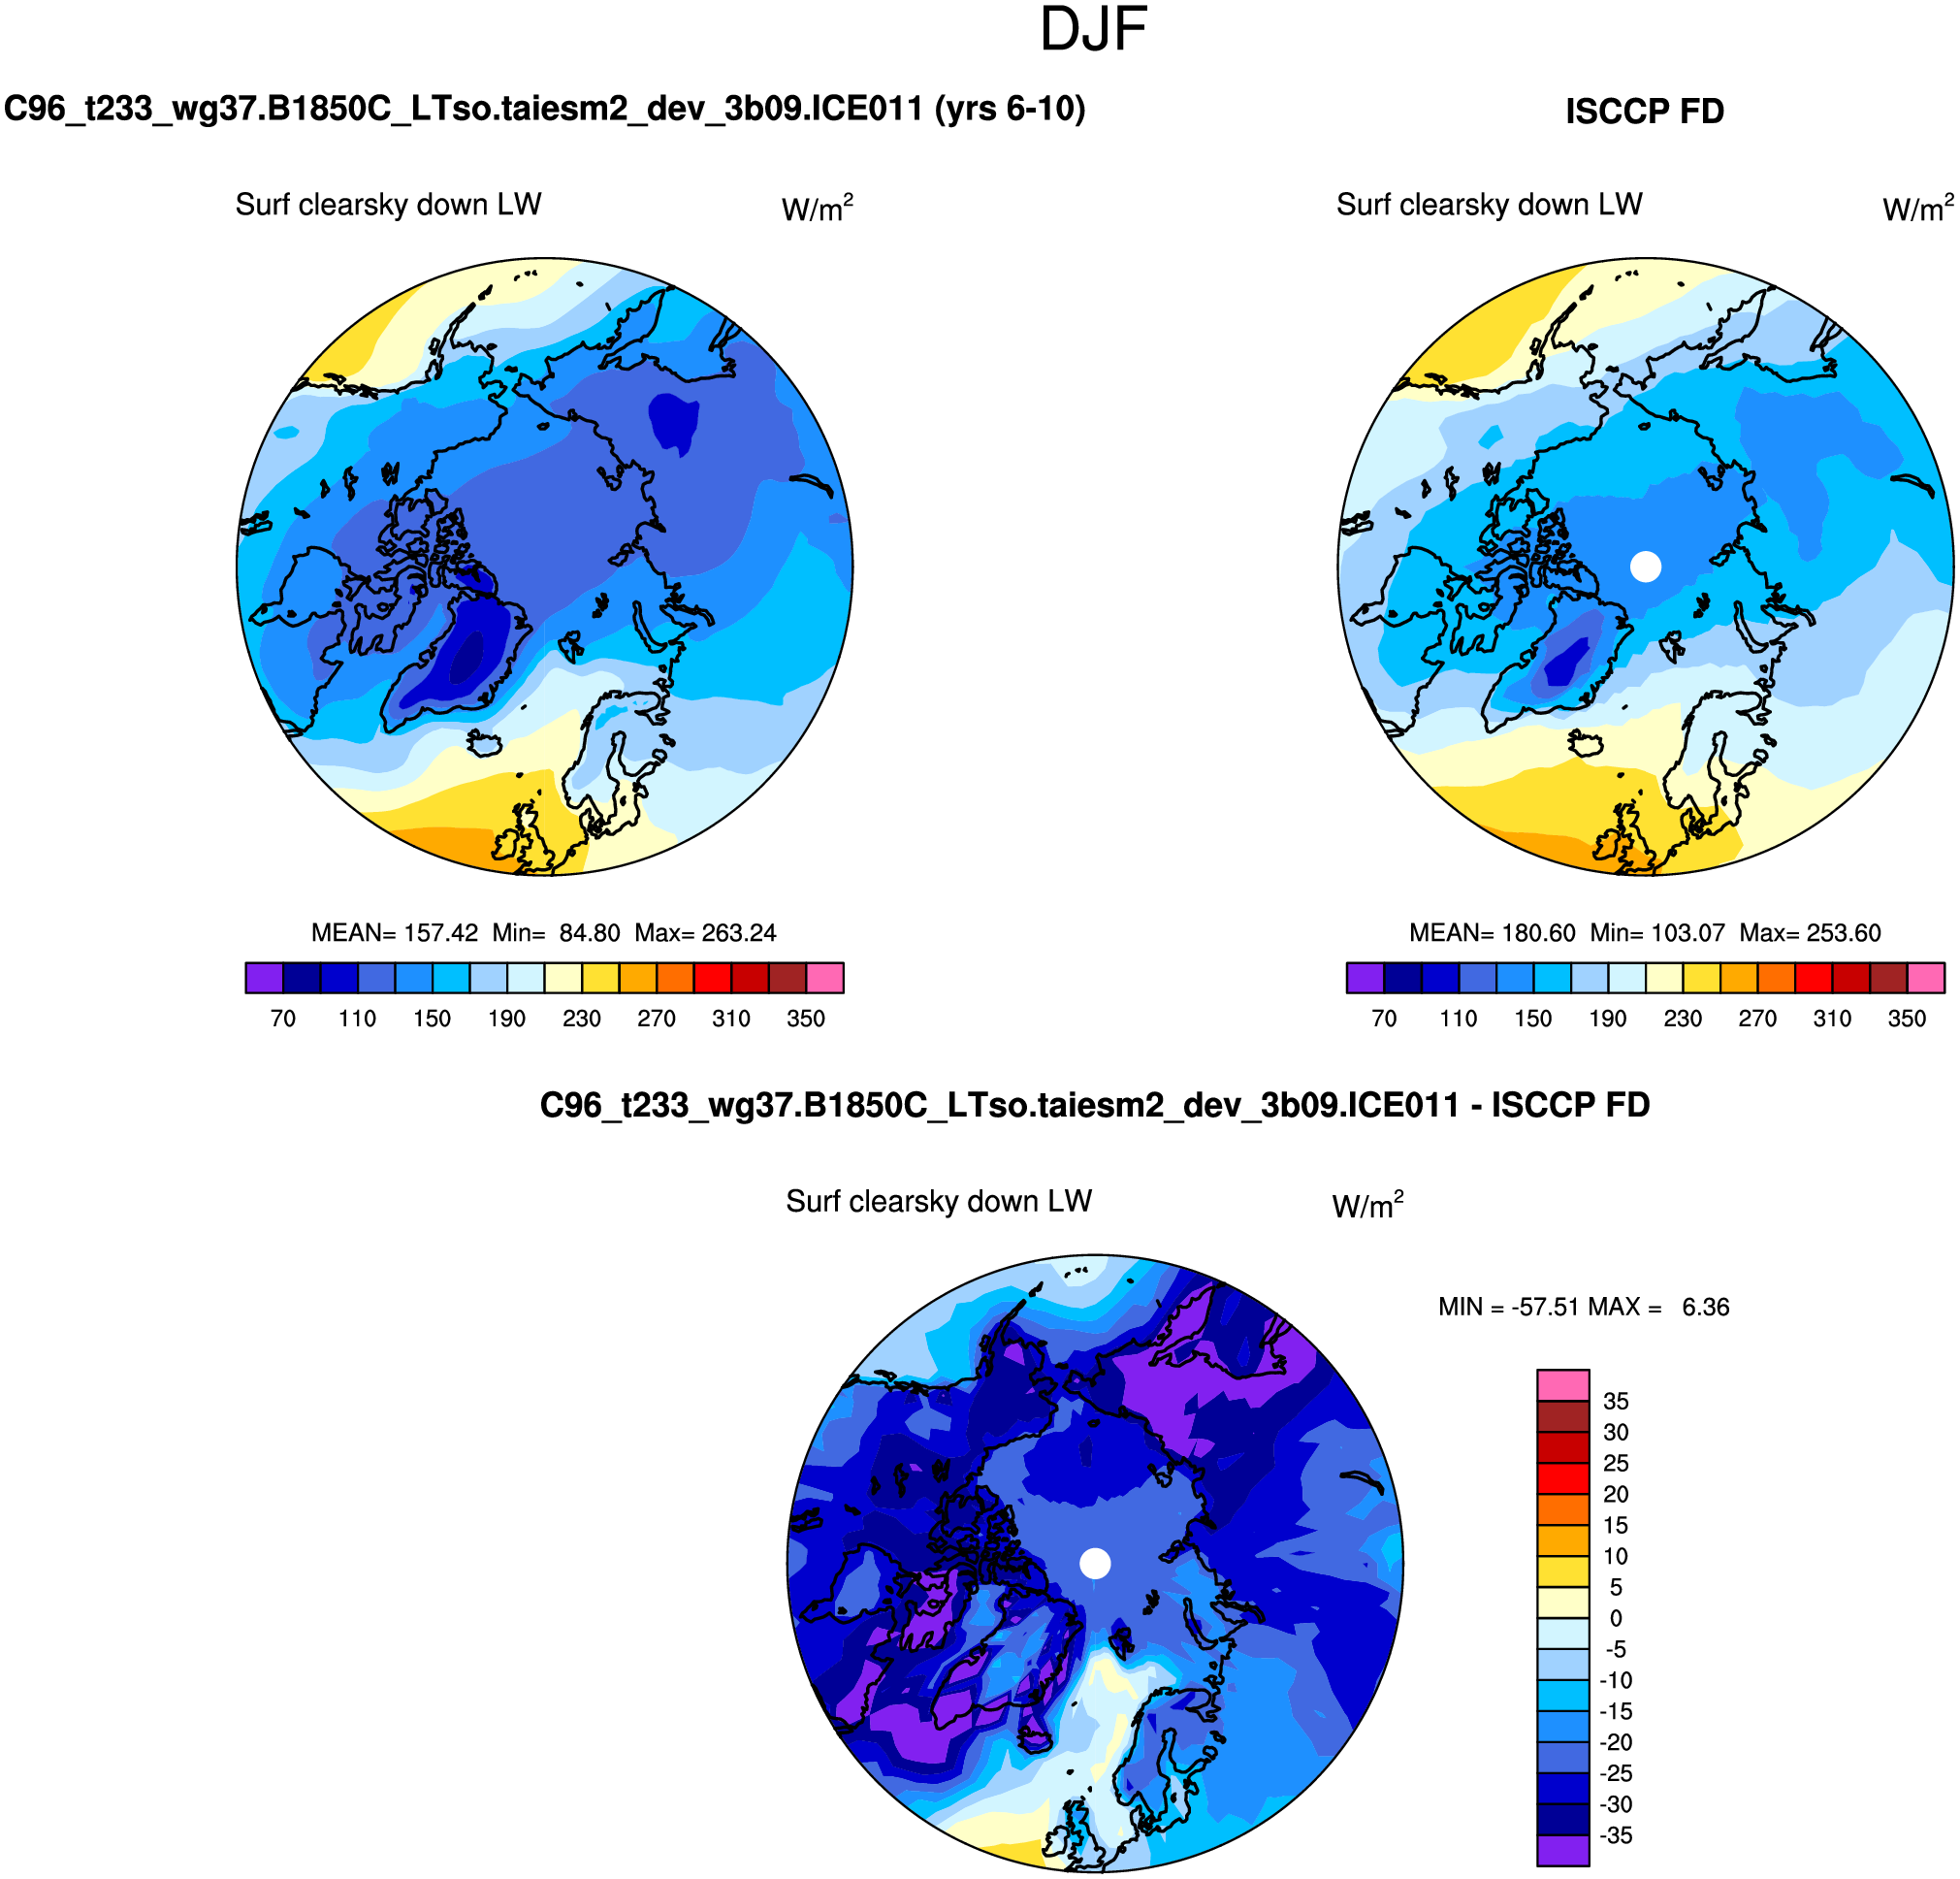 DJF
C96_t233_wg37.B1850C_LTso.taiesm2_dev_3b09.ICE011 (yrs 6-10)
ISCCP FD
Surf clearsky down LW W/m²
Surf clearsky down LW W/m²
MEAN= 157.42 Min= 84.80 Max= 263.24
MEAN= 180.60 Min= 103.07 Max= 253.60
70 110 150 190 230 270 310 350
70 110 150 190 230 270 310 350
C96_t233_wg37.B1850C_LTso.taiesm2_dev_3b09.ICE011 - ISCCP FD
Surf clearsky down LW W/m²
MIN = -57.51 MAX = 6.36
35
30
25
20
15
10
5
0
-5
-10
-15
-20
-25
-30
-35